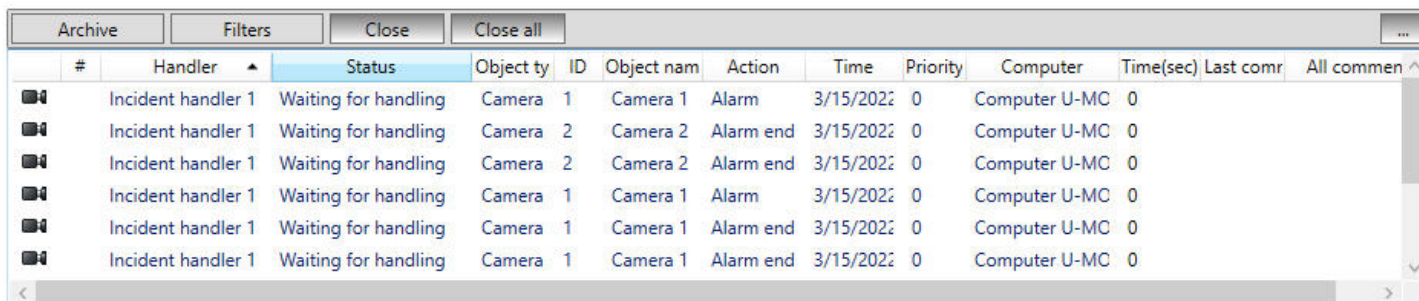 Archive Filters Close Close all ...
# Handler Status Object ty ID Object nam Action Time Priority Computer Time(sec) Last comr All commen
Incident handler 1 Waiting for handling Camera 1 Camera 1 Alarm 3/15/2022 0 Computer U-MO 0
Incident handler 1 Waiting for handling Camera 2 Camera 2 Alarm end 3/15/2022 0 Computer U-MO 0
Incident handler 1 Waiting for handling Camera 2 Camera 2 Alarm end 3/15/2022 0 Computer U-MO 0
Incident handler 1 Waiting for handling Camera 1 Camera 1 Alarm 3/15/2022 0 Computer U-MO 0
Incident handler 1 Waiting for handling Camera 1 Camera 1 Alarm end 3/15/2022 0 Computer U-MO 0
Incident handler 1 Waiting for handling Camera 1 Camera 1 Alarm end 3/15/2022 0 Computer U-MO 0